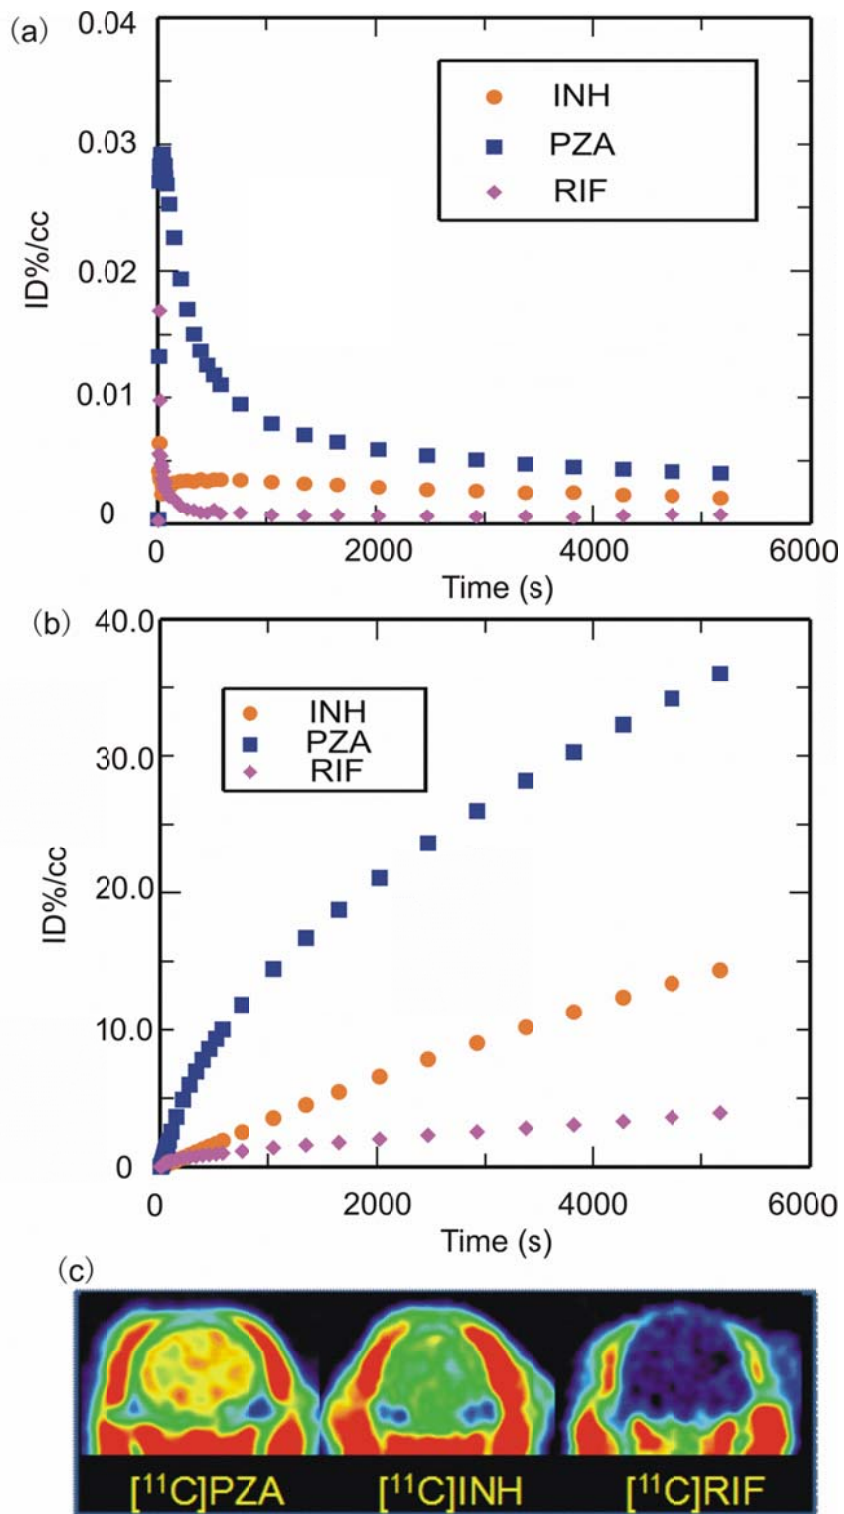 (a)
0.04
0.03
0.02
0.01
0
ID%/cc
INH
PZA
RIF
0 2000 4000 6000
Time (s)
(b)
40.0
30.0
20.0
10.0
0
ID%/cc
INH
PZA
RIF
0 2000 4000 6000
Time (s)
(c)
[¹¹C]PZA [¹¹C]INH [¹¹C]RIF